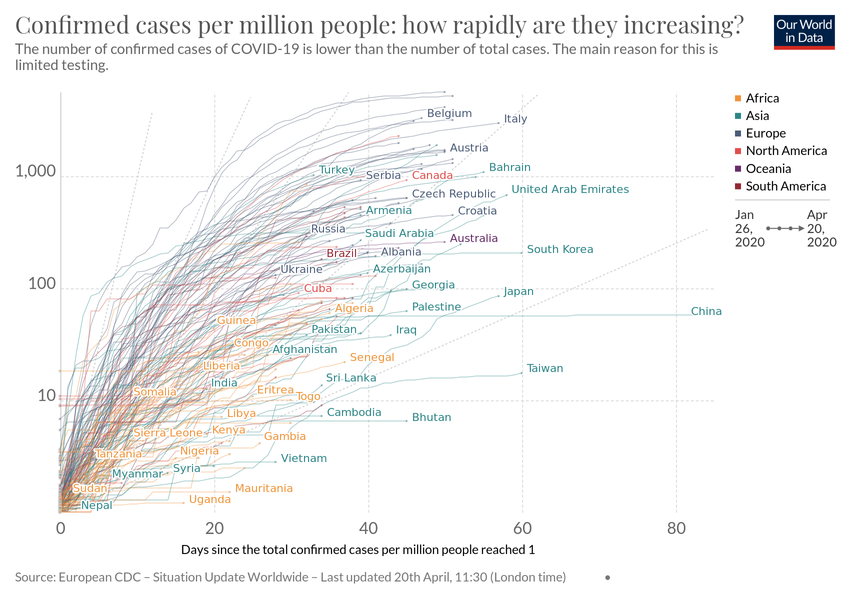 Confirmed cases per million people: how rapidly are they increasing?
Our World
in Data
The number of confirmed cases of COVID-19 is lower than the number of total cases. The main reason for this is
limited testing.
Africa
Asia
Europe
North America
Oceania
South America
Jan
26,
2020
Apr
20,
2020
1,000
100
10
Belgium
Italy
Austria
Turkey
Serbia
Canada
Bahrain
Czech Republic
United Arab Emirates
Armenia
Croatia
Russia
Saudi Arabia
Australia
Brazil
Albania
South Korea
Ukraine
Azerbaijan
Cuba
Georgia
Japan
Algeria
Palestine
China
Guinea
Pakistan
Iraq
Congo
Afghanistan
Senegal
Liberia
Taiwan
India
Sri Lanka
Somalia
Eritrea
Togo
Libya
Cambodia
Bhutan
Sierra Leone
Kenya
Gambia
Tanzania
Nigeria
Vietnam
Myanmar
Syria
Sudan
Mauritania
Uganda
Nepal
0
20
40
60
80
Days since the total confirmed cases per million people reached 1
Source: European CDC – Situation Update Worldwide – Last updated 20th April, 11:30 (London time)